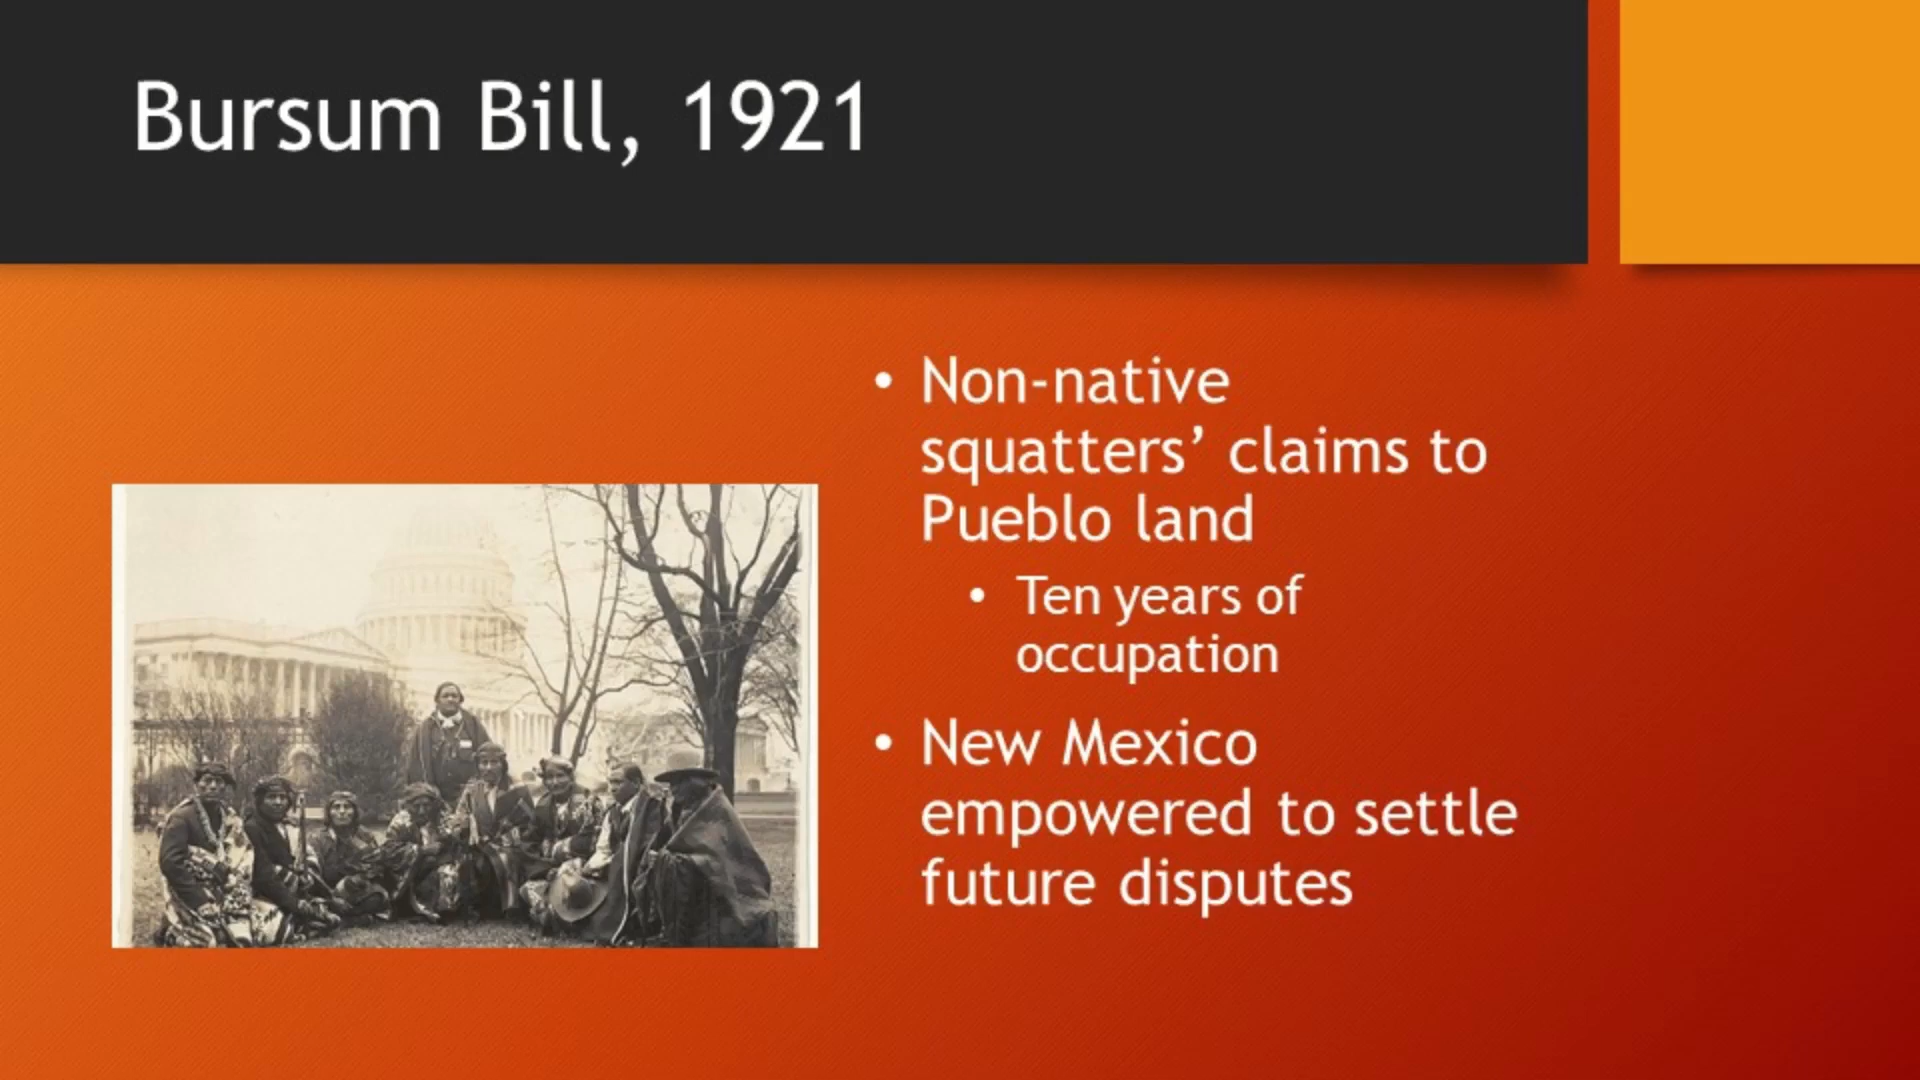 Bursum Bill, 1921
• Non-native
squatters’ claims to
Pueblo land
• Ten years of
occupation
• New Mexico
empowered to settle
future disputes